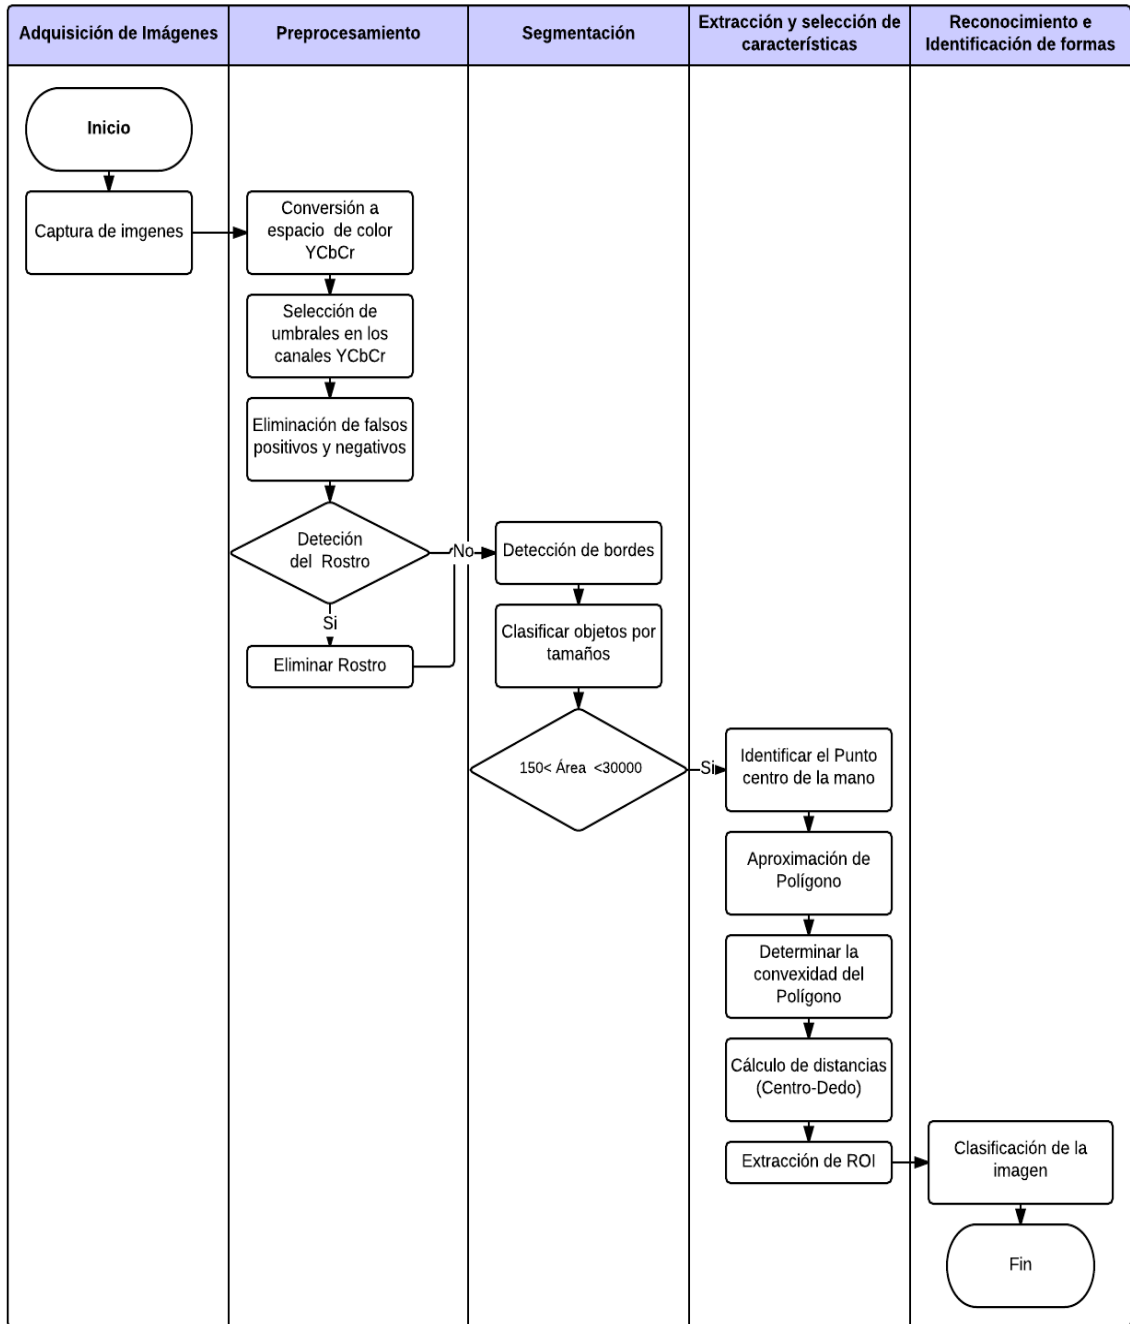 Adquisición de Imágenes
Preprocesamiento
Segmentación
Extracción y selección de
características
Reconocimiento e
Identificación de formas
Inicio
Captura de imgenes
Conversión a
espacio de color
YCbCr
Selección de
umbrales en los
canales YCbCr
Eliminación de falsos
positivos y negativos
Deteción
del Rostro
No
Si
Eliminar Rostro
Detección de bordes
Clasificar objetos por
tamaños
150< Área <30000
Si
Identificar el Punto
centro de la mano
Aproximación de
Polígono
Determinar la
convexidad del
Polígono
Cálculo de distancias
(Centro-Dedo)
Extracción de ROI
Clasificación de la
imagen
Fin